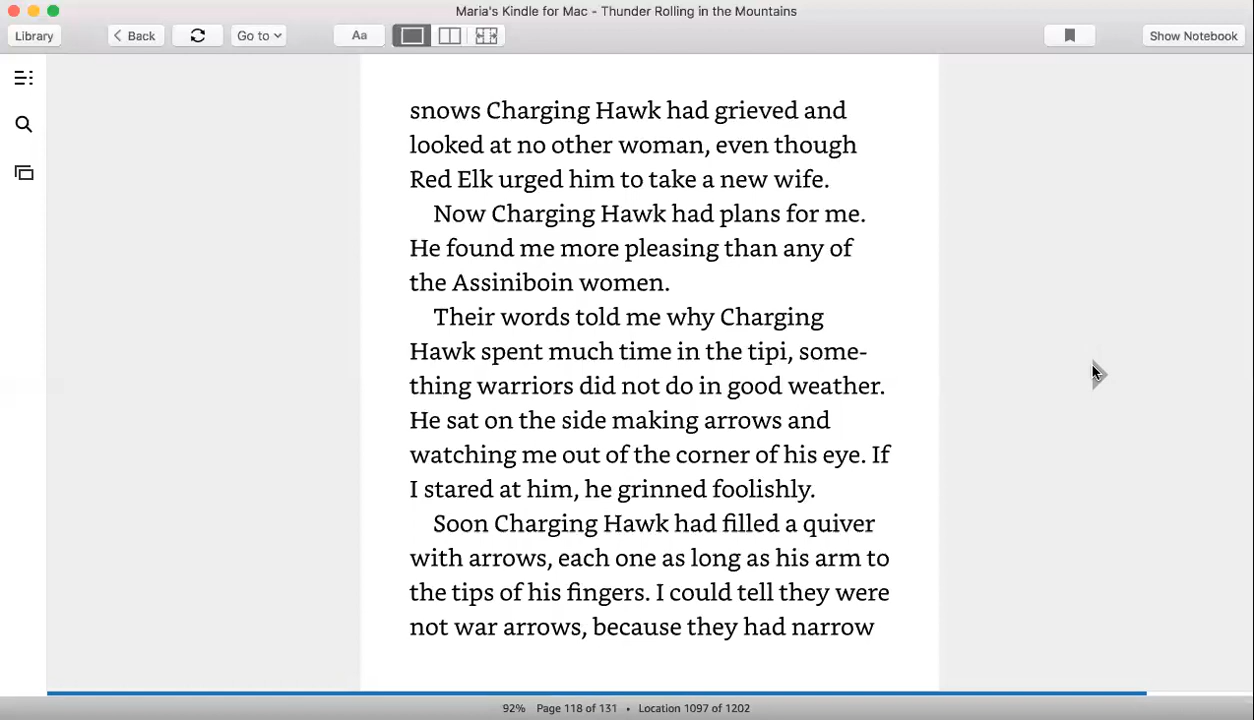 Maria's Kindle for Mac - Thunder Rolling in the Mountains
Library
Back
Go to
Aa
Show Notebook
snows Charging Hawk had grieved and
looked at no other woman, even though
Red Elk urged him to take a new wife.
Now Charging Hawk had plans for me.
He found me more pleasing than any of
the Assiniboin women.
Their words told me why Charging
Hawk spent much time in the tipi, some-
thing warriors did not do in good weather.
He sat on the side making arrows and
watching me out of the corner of his eye. If
I stared at him, he grinned foolishly.
Soon Charging Hawk had filled a quiver
with arrows, each one as long as his arm to
the tips of his fingers. I could tell they were
not war arrows, because they had narrow
92% Page 118 of 131 • Location 1097 of 1202